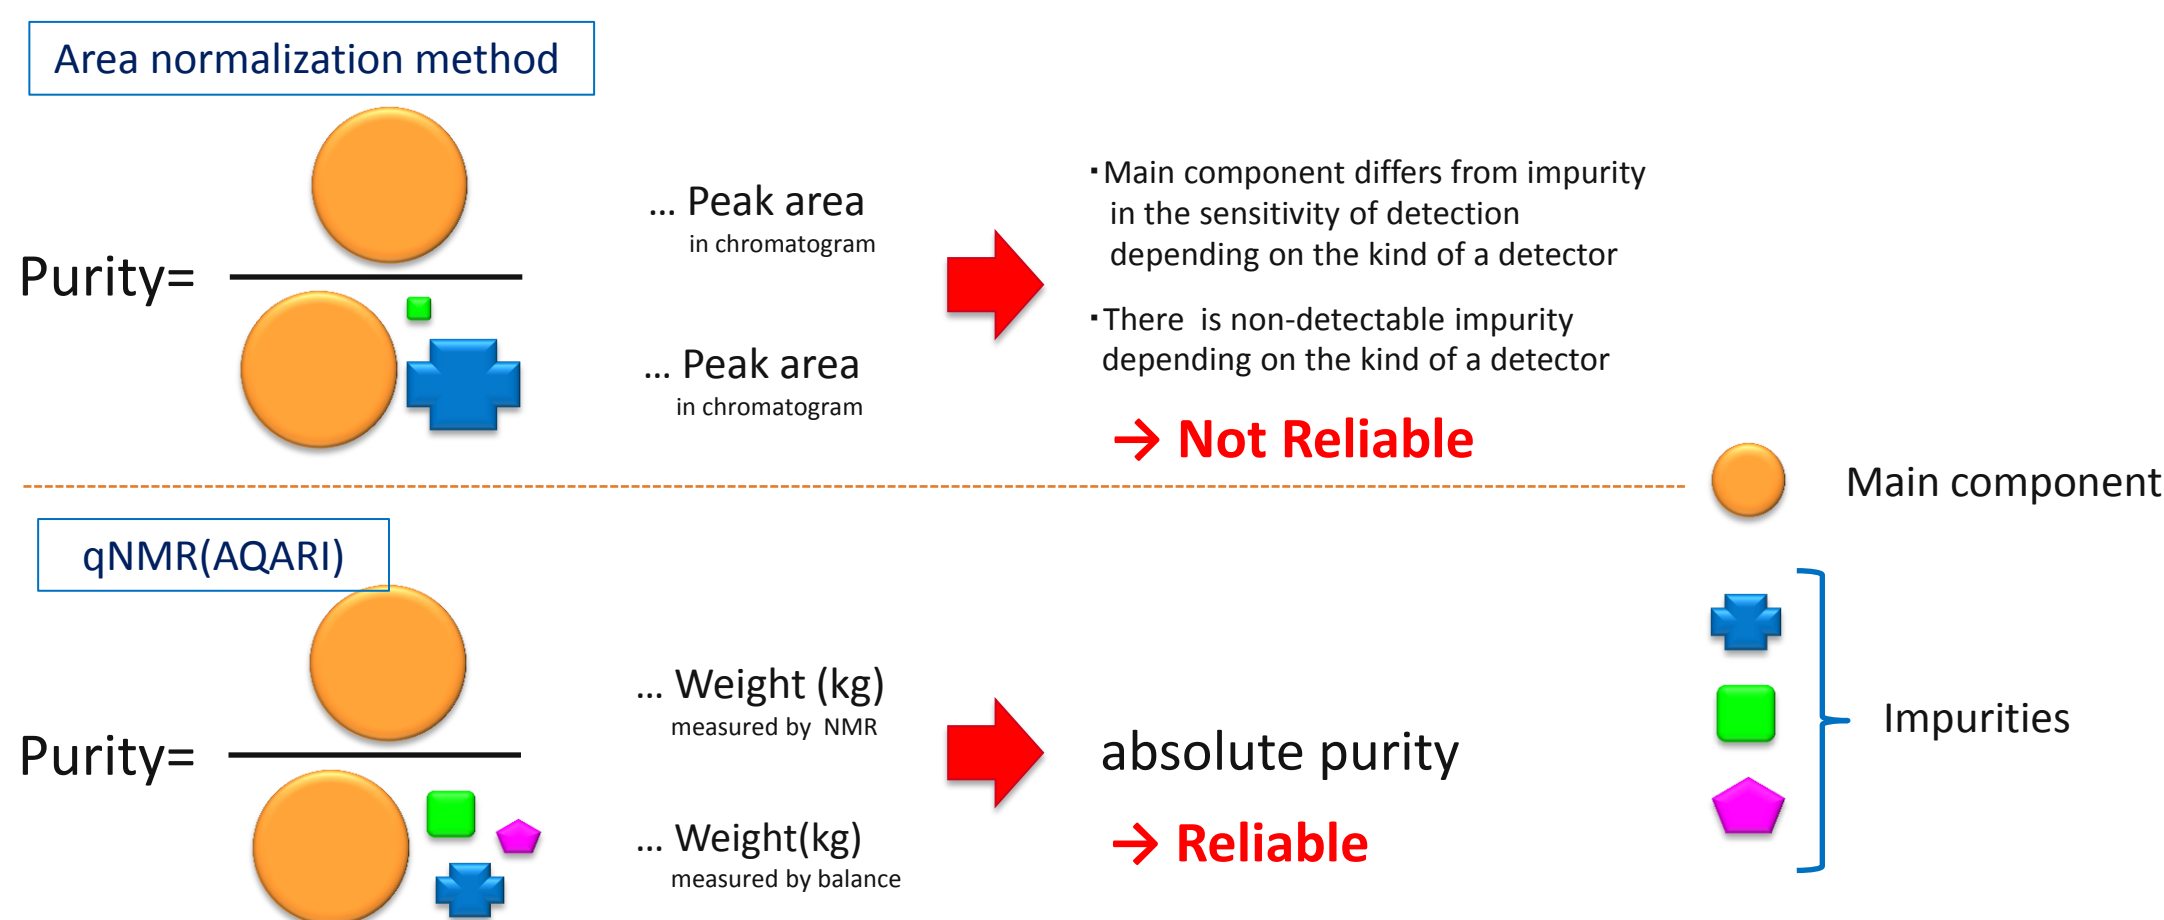 Area normalization method
Purity=
... Peak area
in chromatogram
... Peak area
in chromatogram
・Main component differs from impurity
in the sensitivity of detection
depending on the kind of a detector
・There is non-detectable impurity
depending on the kind of a detector
→ Not Reliable
Main component
Impurities
qNMR(AQARI)
Purity=
... Weight (kg)
measured by NMR
... Weight(kg)
measured by balance
absolute purity
→ Reliable